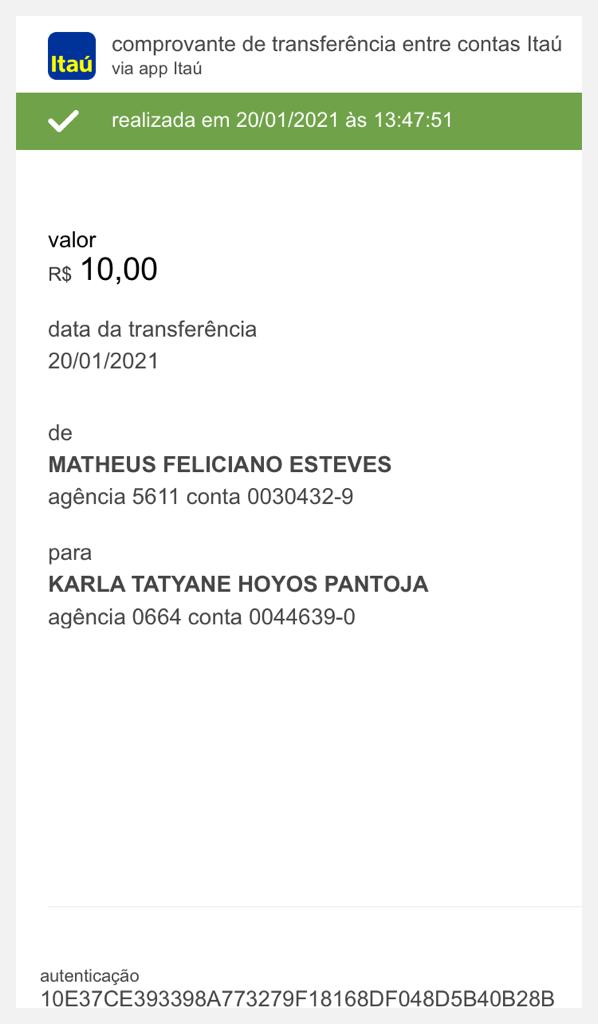 Itaú
comprovante de transferência entre contas Itaú
via app Itaú
realizada em 20/01/2021 às 13:47:51
valor
R$ 10,00
data da transferência
20/01/2021
de
MATHEUS FELICIANO ESTEVES
agência 5611 conta 0030432-9
para
KARLA TATYANE HOYOS PANTOJA
agência 0664 conta 0044639-0
autenticação
10E37CE393398A773279F18168DF048D5B40B28B